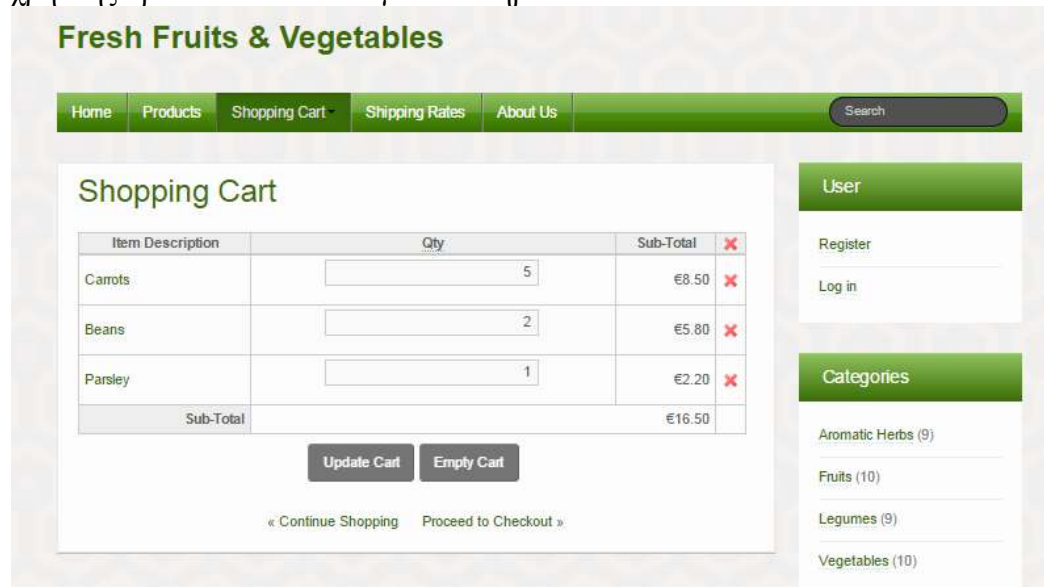 Fresh Fruits & Vegetables
Home Products Shopping Cart Shipping Rates About Us Search
Shopping Cart
Item Description Qty Sub-Total
Carrots 5 €8.50
Beans 2 €5.80
Parsley 1 €2.20
Sub-Total €16.50
Update Cart Empty Cart
« Continue Shopping Proceed to Checkout »
User
Register
Log in
Categories
Aromatic Herbs (9)
Fruits (10)
Legumes (9)
Vegetables (10)